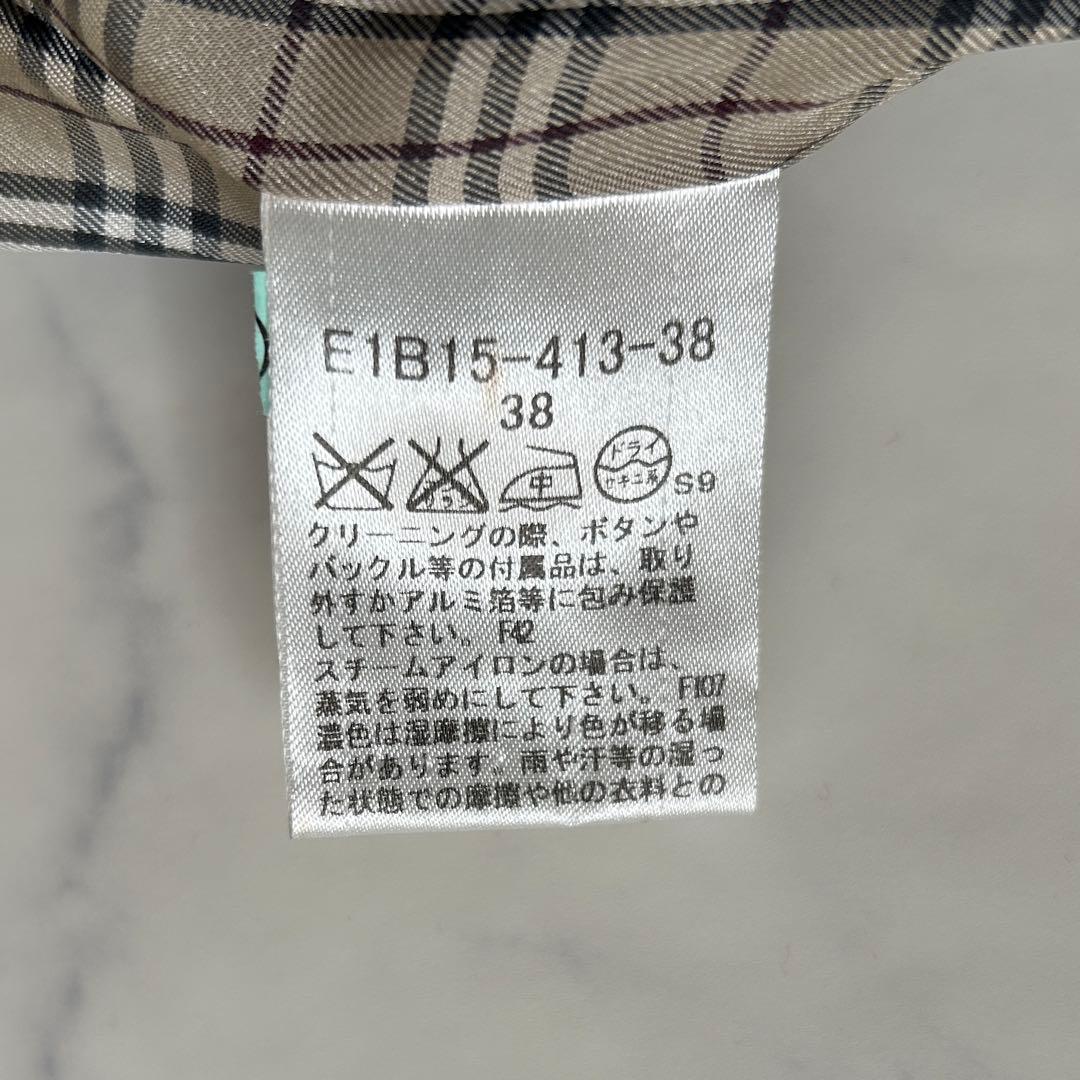 E1B15-413-38
38
中
ドライ
セキユ系
S9
クリーニングの際、ボタンや
バックル等の付属品は、取り
外すかアルミ箔等に包み保護
して下さい。 F42
スチームアイロンの場合は、
蒸気を弱めにして下さい。 F107
濃色は湿摩擦により色が移る場
合があります。雨や汗等の湿っ
た状態での摩擦や他の衣料との